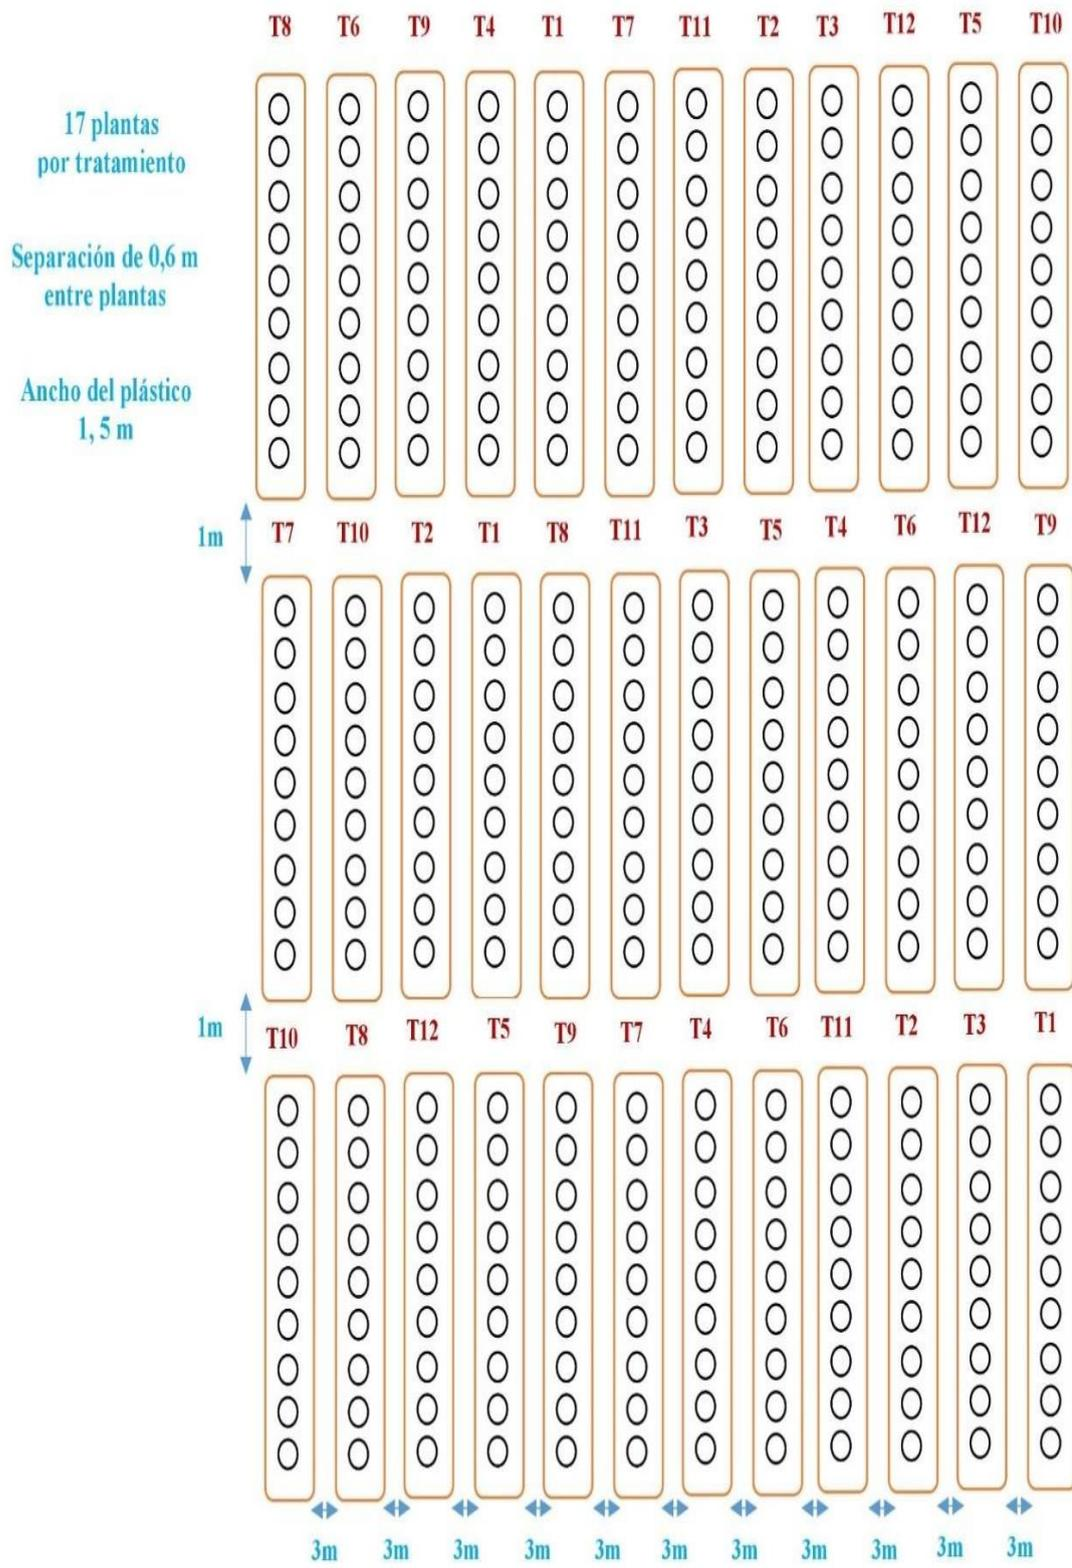 T8 T6 T9 T4 T1 T7 T11 T2 T3 T12 T5 T10
17 plantas
por tratamiento
Separación de 0,6 m
entre plantas
Ancho del plástico
1, 5 m
1m T7 T10 T2 T1 T8 T11 T3 T5 T4 T6 T12 T9
1m T10 T8 T12 T5 T9 T7 T4 T6 T11 T2 T3 T1
3m 3m 3m 3m 3m 3m 3m 3m 3m 3m 3m